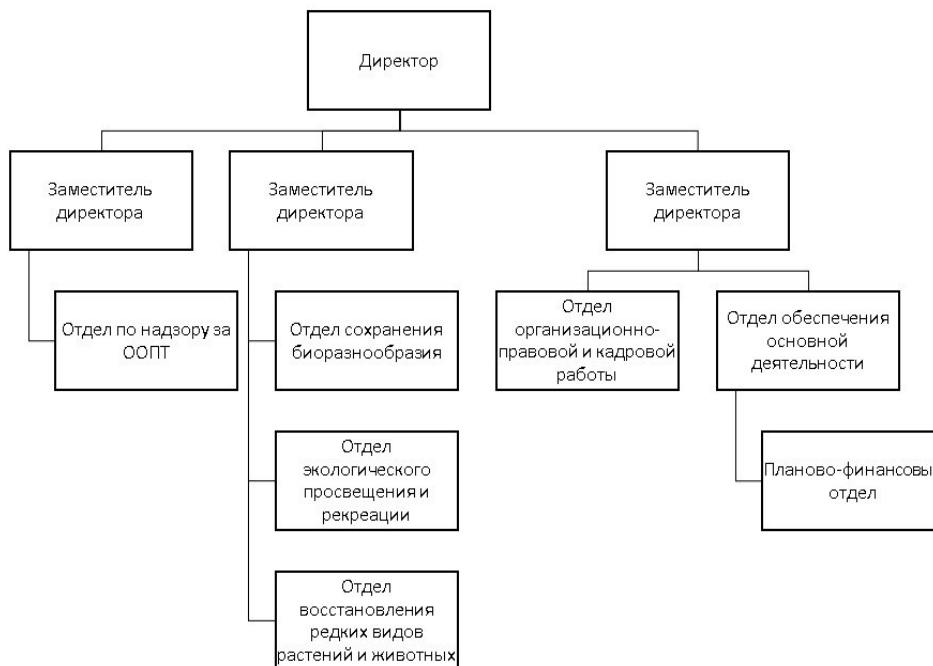 Директор
Заместитель
директора
Заместитель
директора
Заместитель
директора
Отдел по надзору за
ООПТ
Отдел сохранения
биоразнообразия
Отдел
организационно-
правовой и кадровой
работы
Отдел обеспечения
основной
деятельности
Отдел
экологического
просвещения и
рекреации
Планово-финансовы
отдел
Отдел
восстановления
редких видов
растений и животных